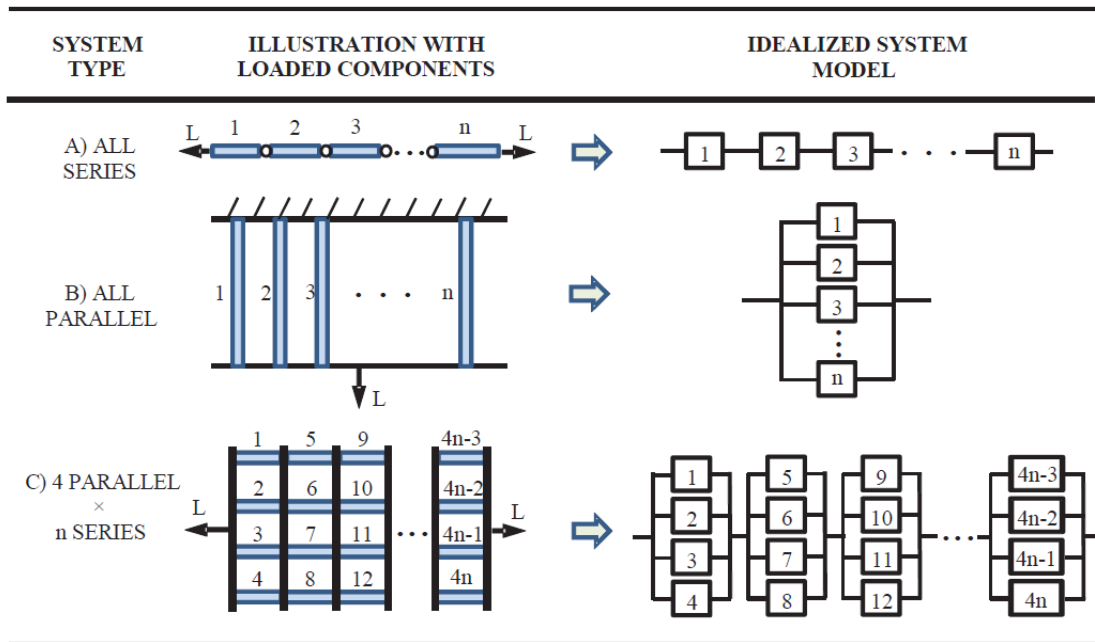 SYSTEM TYPE
ILLUSTRATION WITH LOADED COMPONENTS
IDEALIZED SYSTEM MODEL
A) ALL SERIES
L 1 2 3 ... n L
1 2 3 . . . n
B) ALL PARALLEL
1 2 3 . . . n
L
1
2
3
⋮
n
C) 4 PARALLEL
×
n SERIES
1 5 9 4n-3
2 6 10 4n-2
L 3 7 11 ... 4n-1 L
4 8 12 4n
1 5 9 4n-3
2 6 10 4n-2
...
3 7 11 4n-1
4 8 12 4n